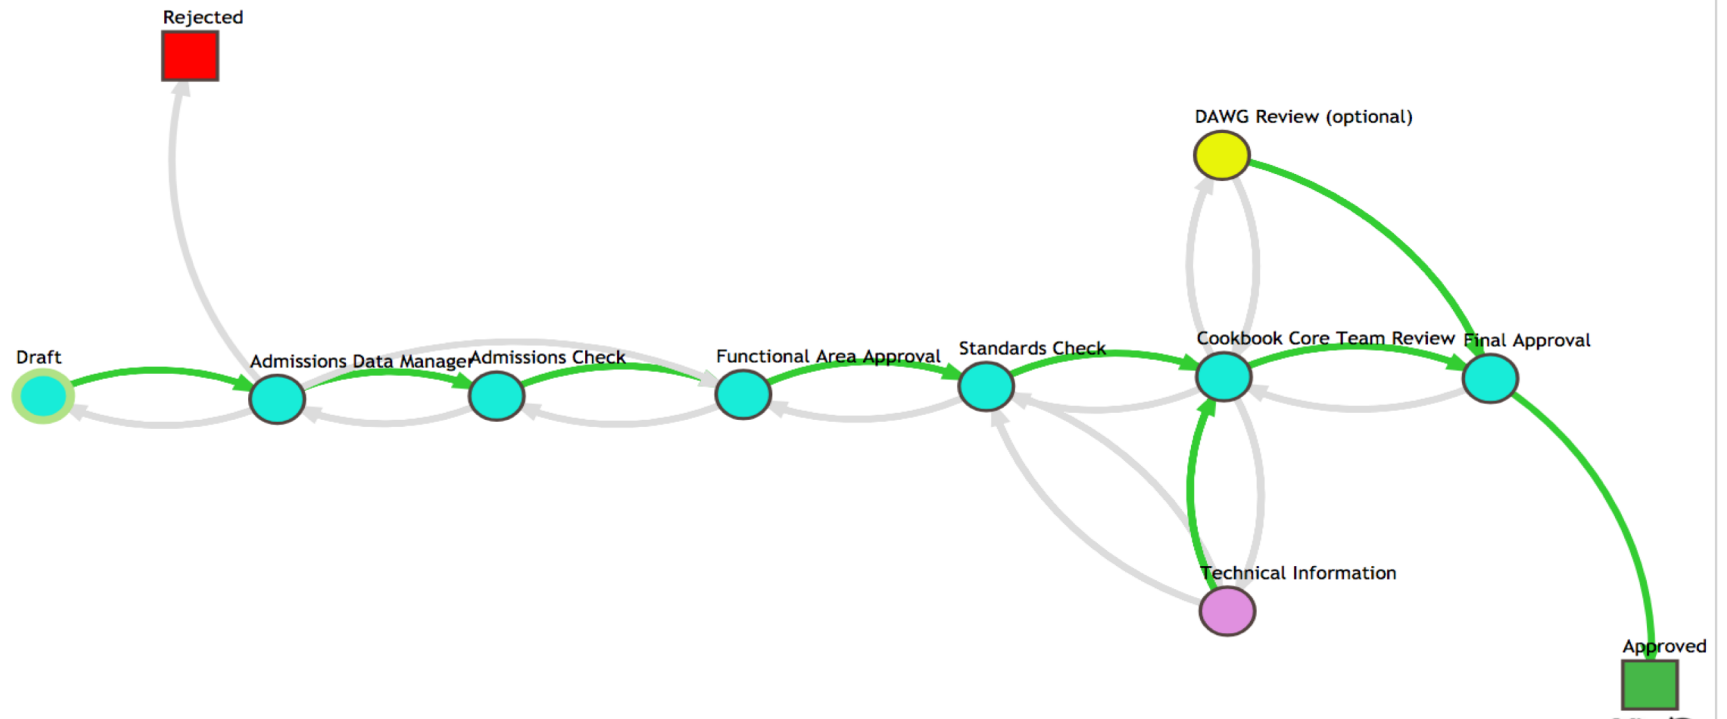 Rejected
DAWG Review (optional)
Draft
Admissions Data Manager
Admissions Check
Functional Area Approval
Standards Check
Cookbook Core Team Review
Final Approval
Technical Information
Approved